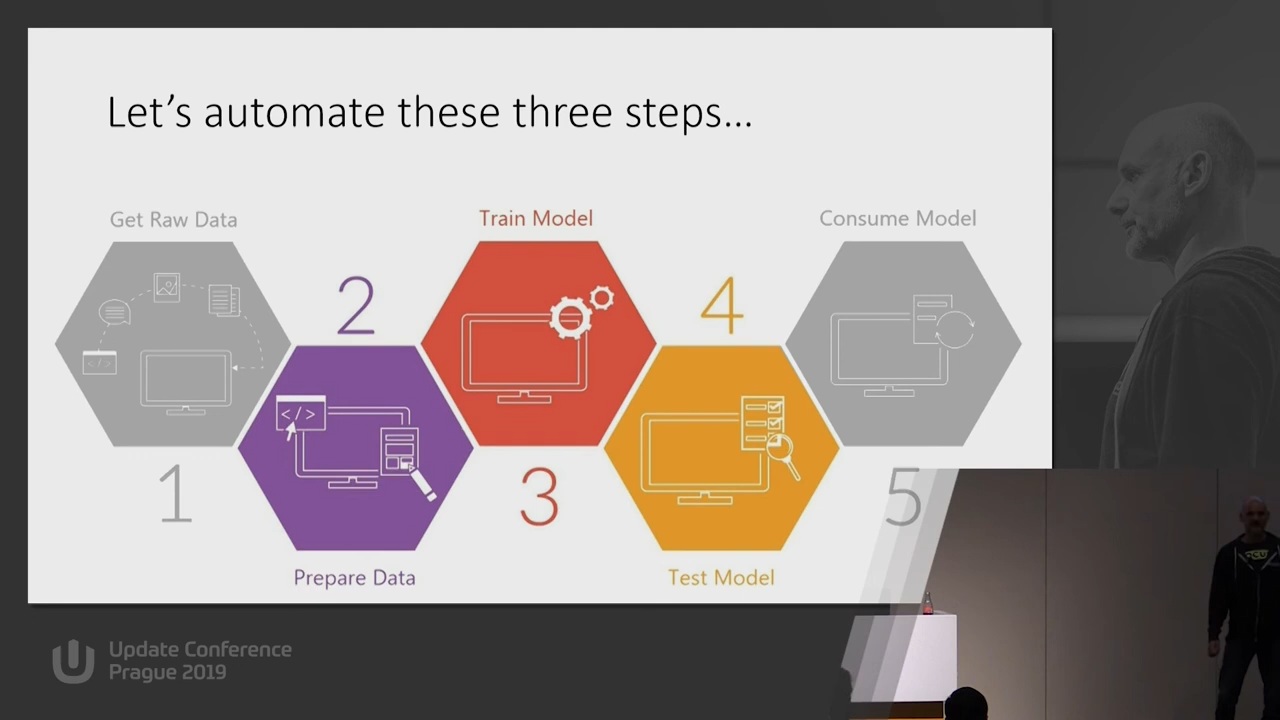 Let's automate these three steps...
Get Raw Data
Train Model
Consume Model
2
4
</>
</>
1
3
5
Prepare Data
Test Model
Update Conference
Prague 2019